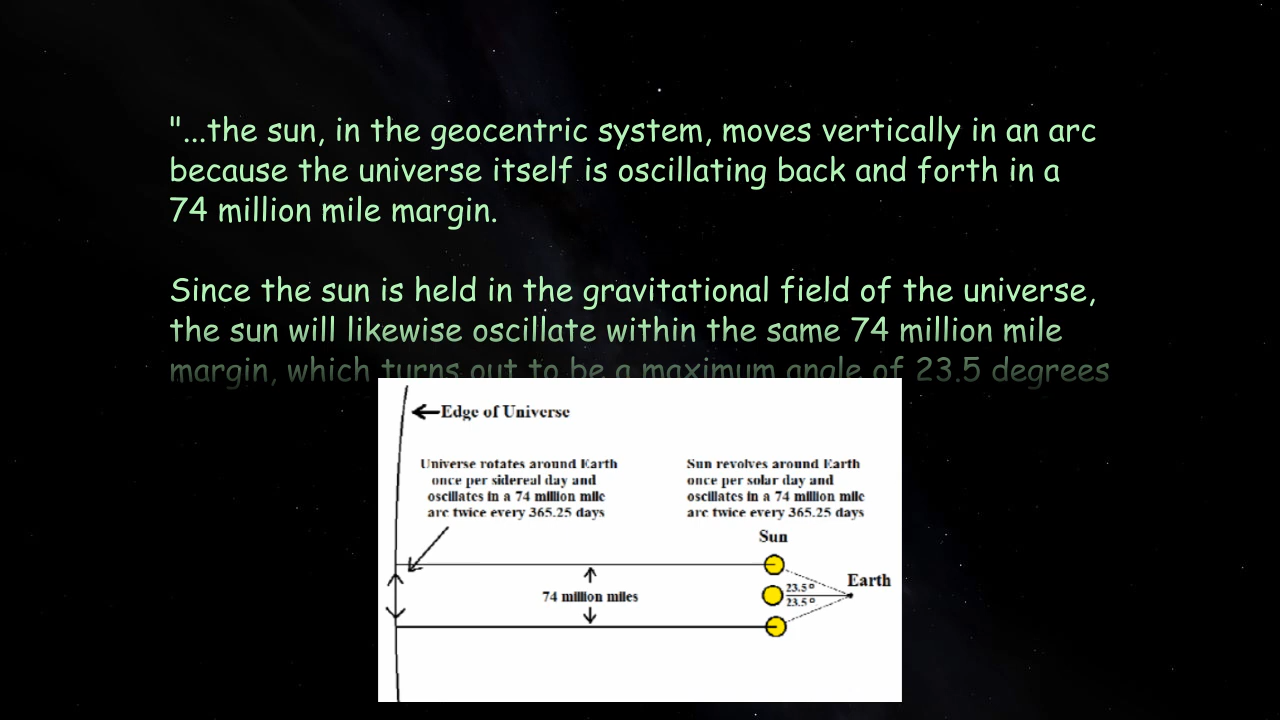 "...the sun, in the geocentric system, moves vertically in an arc
because the universe itself is oscillating back and forth in a
74 million mile margin.
Since the sun is held in the gravitational field of the universe,
the sun will likewise oscillate within the same 74 million mile
margin, which turns out to be a maximum angle of 23.5 degrees
Edge of Universe
Universe rotates around Earth
once per sidereal day and
oscillates in a 74 million mile
arc twice every 365.25 days
Sun revolves around Earth
once per solar day and
oscillates in a 74 million mile
arc twice every 365.25 days
Sun
Earth
23.5°
23.5°
74 million miles